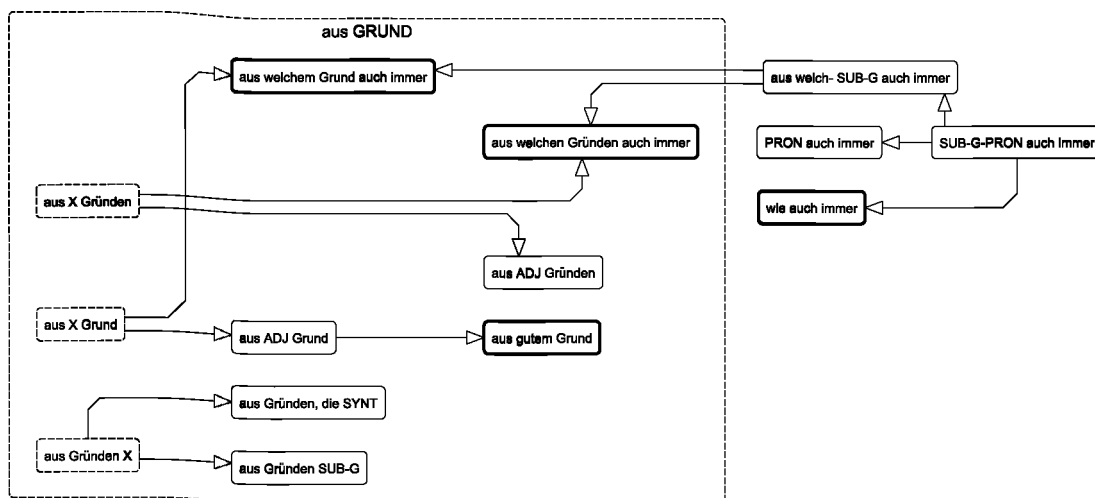 aus GRUND
aus welchem Grund auch immer
aus welch- SUB-G auch immer
aus welchen Gründen auch immer
PRON auch immer
SUB-G-PRON auch immer
aus X Gründen
wie auch immer
aus ADJ Gründen
aus X Grund
aus ADJ Grund
aus gutem Grund
aus Gründen, die SYNT
aus Gründen X
aus Gründen SUB-G